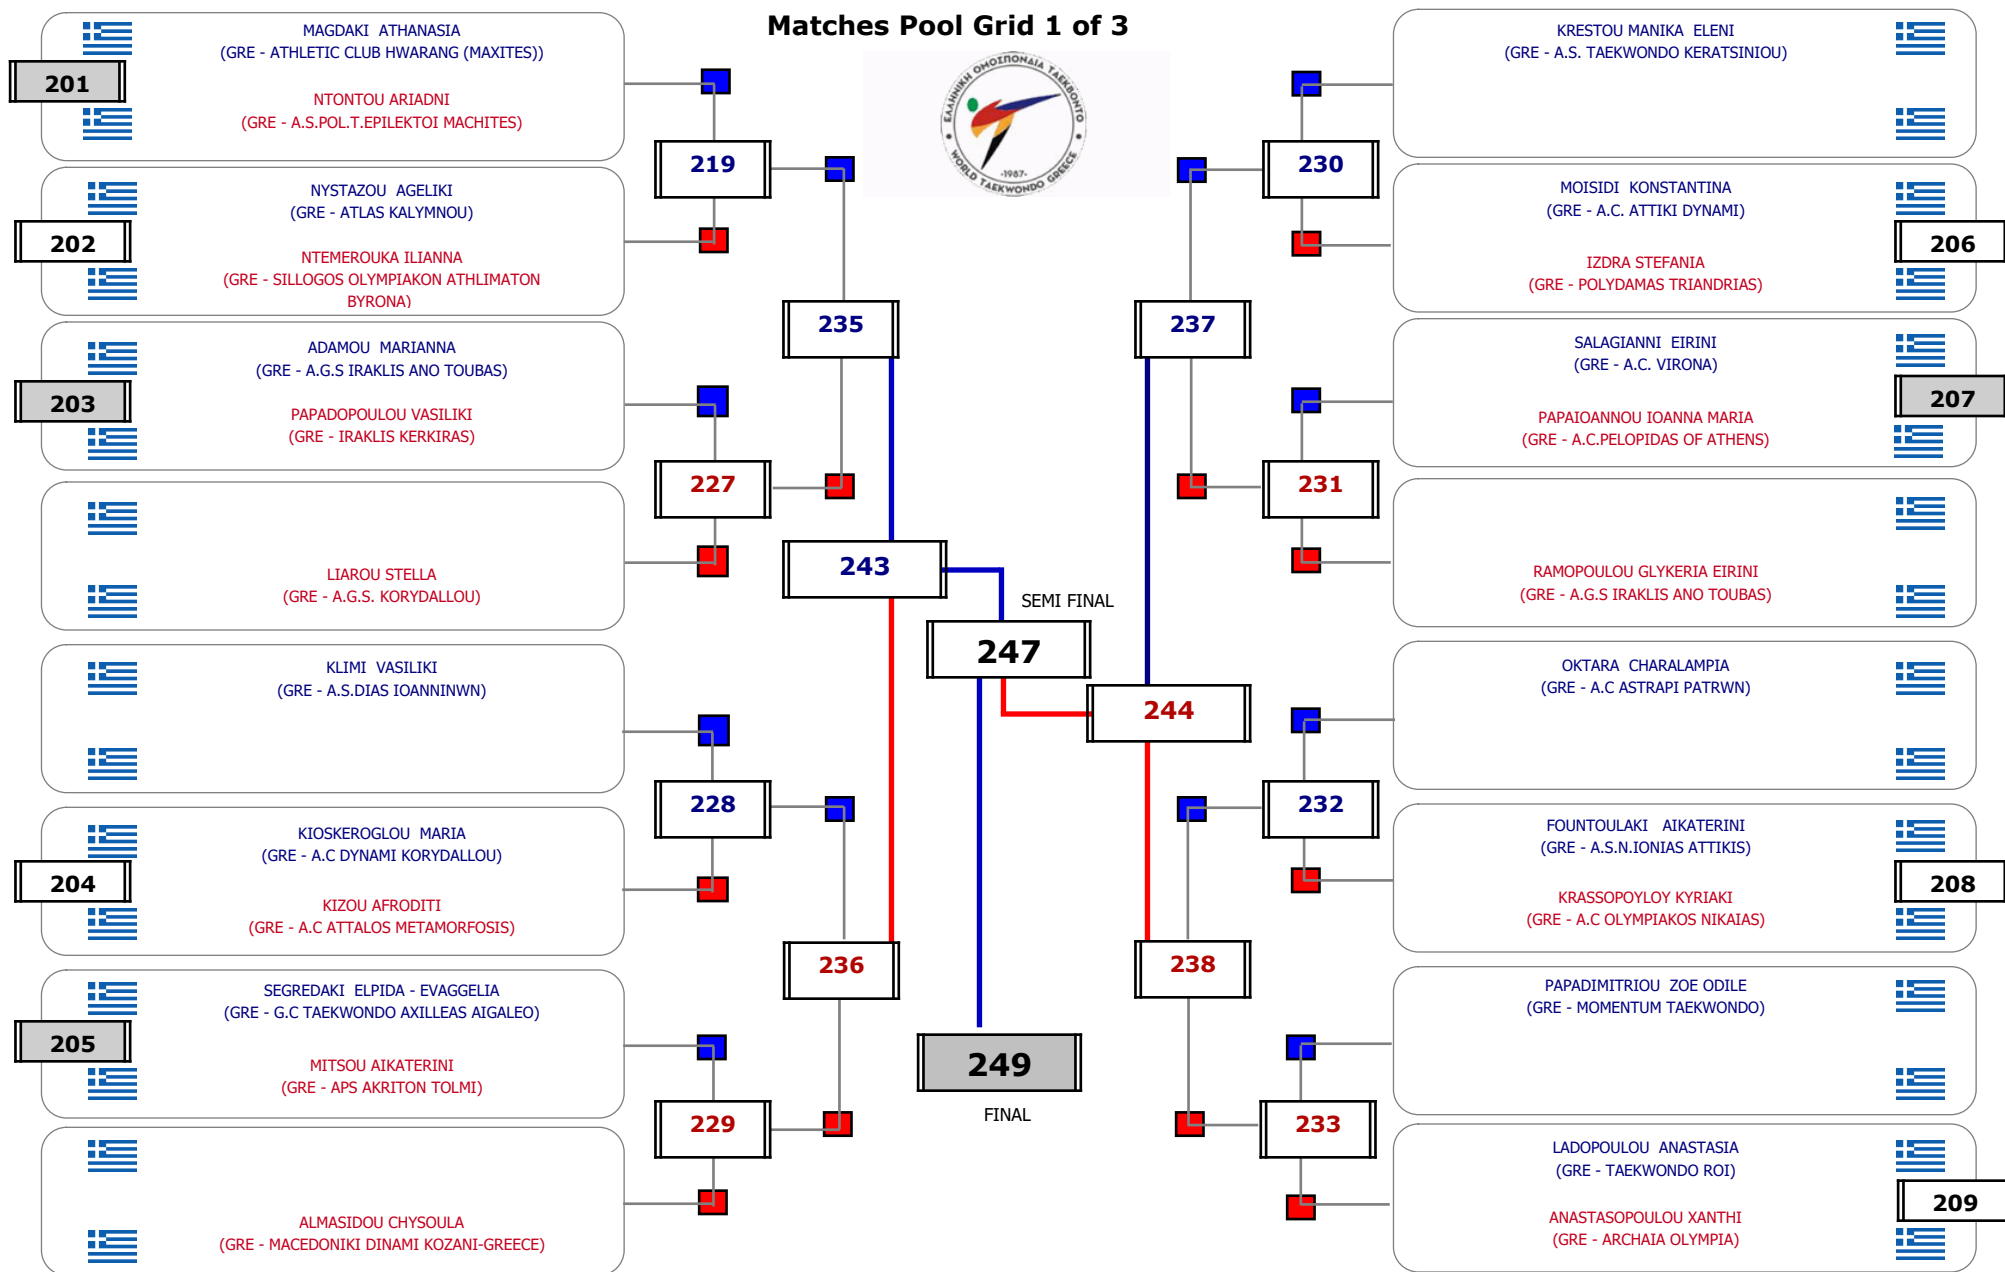 Matches Pool Grid 1 of 3
ΕΛΛΗΝΙΚΗ ΟΜΟΣΠΟΝΔΙΑ ΤΑΕΚΒΟΝΤΟ
-1987-
WORLD TAEKWONDO GREECE
201
MAGDAKI ATHANASIA
(GRE - ATHLETIC CLUB HWARANG (MAXITES))
NTONTOU ARIADNI
(GRE - A.S.POL.T.EPILEKTOI MACHITES)
202
NYSTAZOU AGELIKI
(GRE - ATLAS KALYMNOU)
NTEMEROUKA ILIANNA
(GRE - SILLOGOS OLYMPIAKON ATHLIMATON
BYRONA)
203
ADAMOU MARIANNA
(GRE - A.G.S IRAKLIS ANO TOUBAS)
PAPADOPOULOU VASILIKI
(GRE - IRAKLIS KERKIRAS)
LIAROU STELLA
(GRE - A.G.S. KORYDALLOU)
KLIMI VASILIKI
(GRE - A.S.DIAS IOANNINWN)
204
KIOSKEROGLOU MARIA
(GRE - A.C DYNAMI KORYDALLOU)
KIZOU AFRODITI
(GRE - A.C ATTALOS METAMORFOSIS)
205
SEGREDAKI ELPIDA - EVAGGELIA
(GRE - G.C TAEKWONDO AXILLEAS AIGALEO)
MITSOU AIKATERINI
(GRE - APS AKRITON TOLMI)
ALMASIDOU CHYSOULA
(GRE - MACEDONIKI DINAMI KOZANI-GREECE)
219
227
228
229
235
236
243
SEMI FINAL
247
244
249
FINAL
237
238
230
231
232
233
KRESTOU MANIKA ELENI
(GRE - A.S. TAEKWONDO KERATSINIOU)
MOISIDI KONSTANTINA
(GRE - A.C. ATTIKI DYNAMI)
206
IZDRA STEFANIA
(GRE - POLYDAMAS TRIANDRIAS)
SALAGIANNI EIRINI
(GRE - A.C. VIRONA)
207
PAPAIOANNOU IOANNA MARIA
(GRE - A.C.PELOPIDAS OF ATHENS)
RAMOPOULOU GLYKERIA EIRINI
(GRE - A.G.S IRAKLIS ANO TOUBAS)
OKTARA CHARALAMPIA
(GRE - A.C ASTRAPI PATRWN)
FOUNTOULAKI AIKATERINI
(GRE - A.S.N.IONIAS ATTIKIS)
208
KRASSOPOYLOY KYRIAKI
(GRE - A.C OLYMPIAKOS NIKAIAS)
PAPADIMITRIOU ZOE ODILE
(GRE - MOMENTUM TAEKWONDO)
LADOPOULOU ANASTASIA
(GRE - TAEKWONDO ROI)
209
ANASTASOPOULOU XANTHI
(GRE - ARCHAIA OLYMPIA)